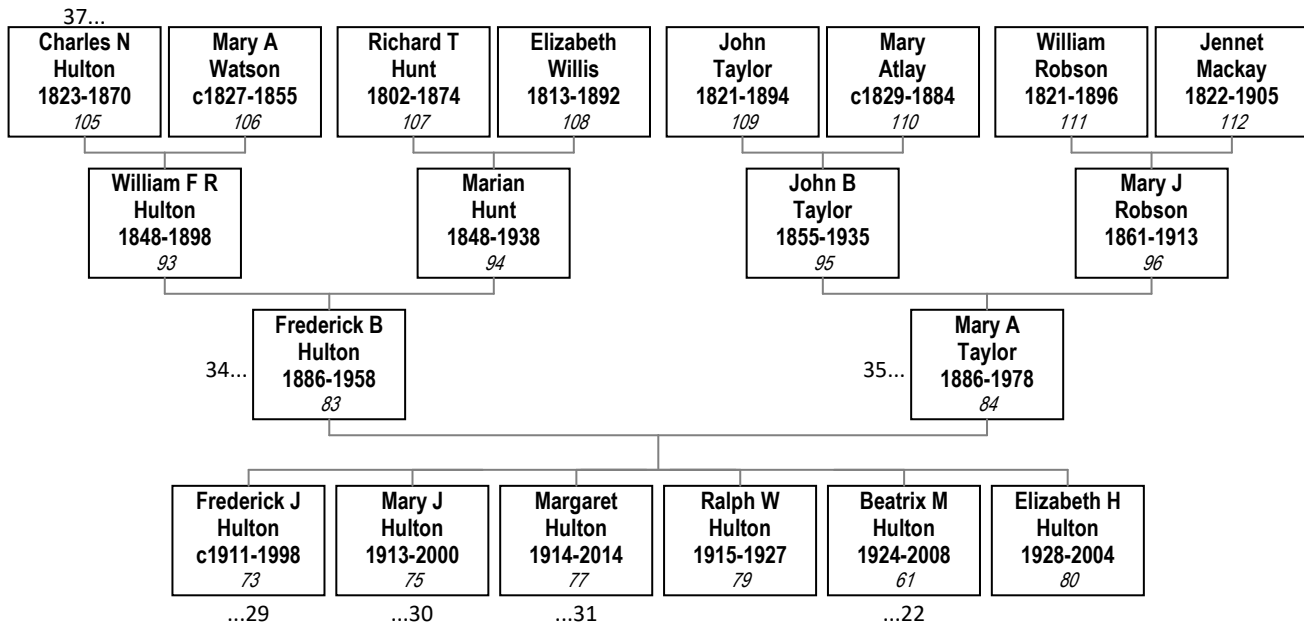 37...
Charles N
Hulton
1823-1870
105
Mary A
Watson
c1827-1855
106
Richard T
Hunt
1802-1874
107
Elizabeth
Willis
1813-1892
108
John
Taylor
1821-1894
109
Mary
Atlay
c1829-1884
110
William
Robson
1821-1896
111
Jennet
Mackay
1822-1905
112
William F R
Hulton
1848-1898
93
Marian
Hunt
1848-1938
94
John B
Taylor
1855-1935
95
Mary J
Robson
1861-1913
96
34...
Frederick B
Hulton
1886-1958
83
35...
Mary A
Taylor
1886-1978
84
Frederick J
Hulton
c1911-1998
73
...29
Mary J
Hulton
1913-2000
75
...30
Margaret
Hulton
1914-2014
77
...31
Ralph W
Hulton
1915-1927
79
Beatrix M
Hulton
1924-2008
61
...22
Elizabeth H
Hulton
1928-2004
80